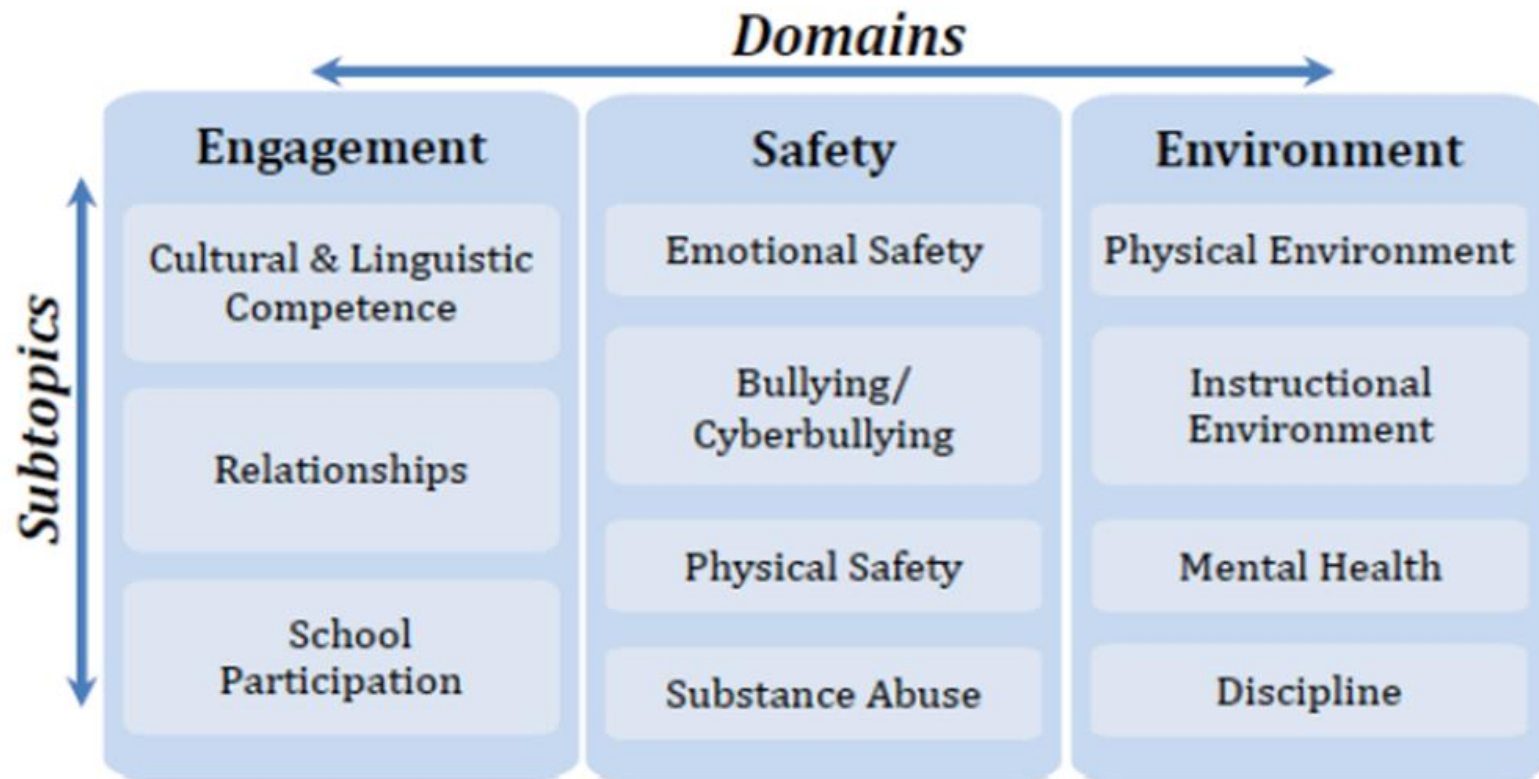 Domains
Subtopics
Engagement
Cultural & Linguistic
Competence
Relationships
School
Participation
Safety
Emotional Safety
Bullying/
Cyberbullying
Physical Safety
Substance Abuse
Environment
Physical Environment
Instructional
Environment
Mental Health
Discipline